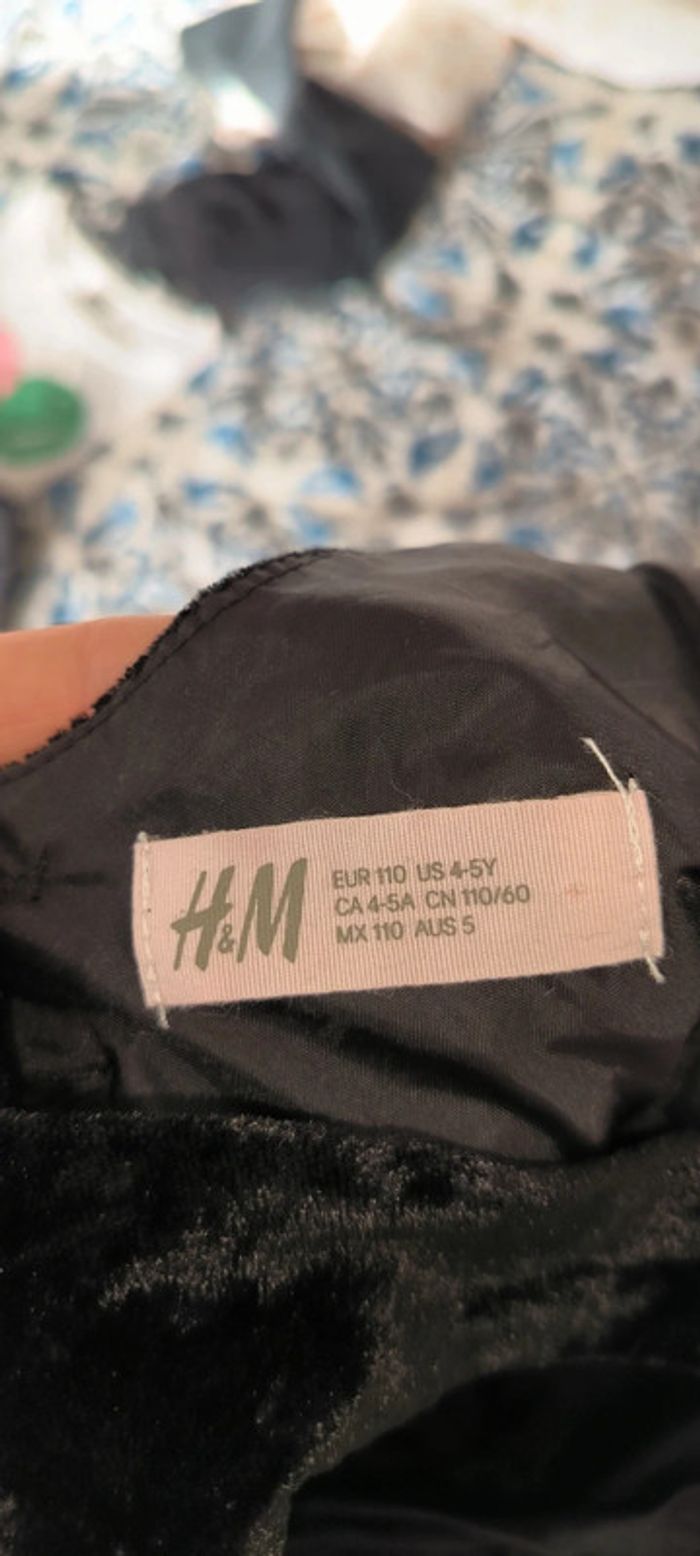 H&M
EUR 110 US 4-5Y
CA 4-5A CN 110/60
MX 110 AUS 5